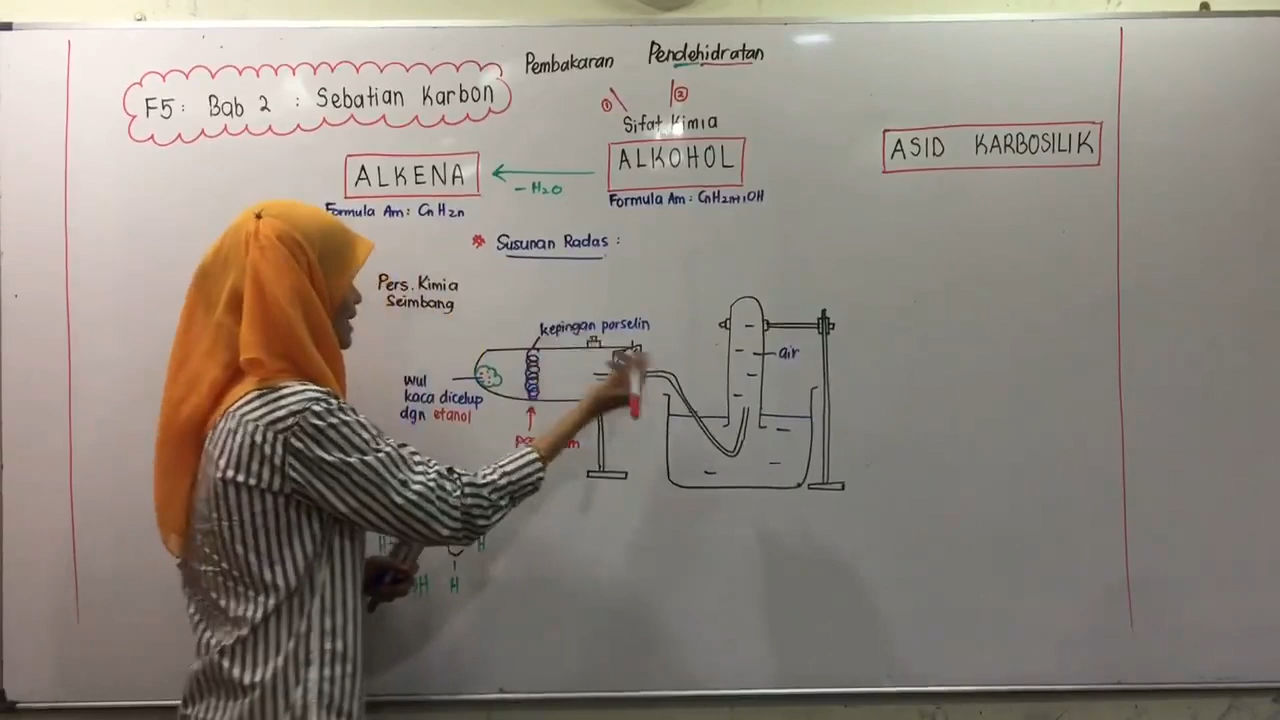 Pembakaran
Pendehidratan
F5: Bab 2 : Sebatian Karbon
① ②
Sifat Kimia
ALKENA
- H₂O
ALKOHOL
ASID KARBOSILIK
Formula Am: CnH₂n
Formula Am: CnH₂n+1OH
* Susunan Radas :
Pers. Kimia
Seimbang
kepingan porselin
air
wul
kaca dicelup
dgn etanol
H
H
H